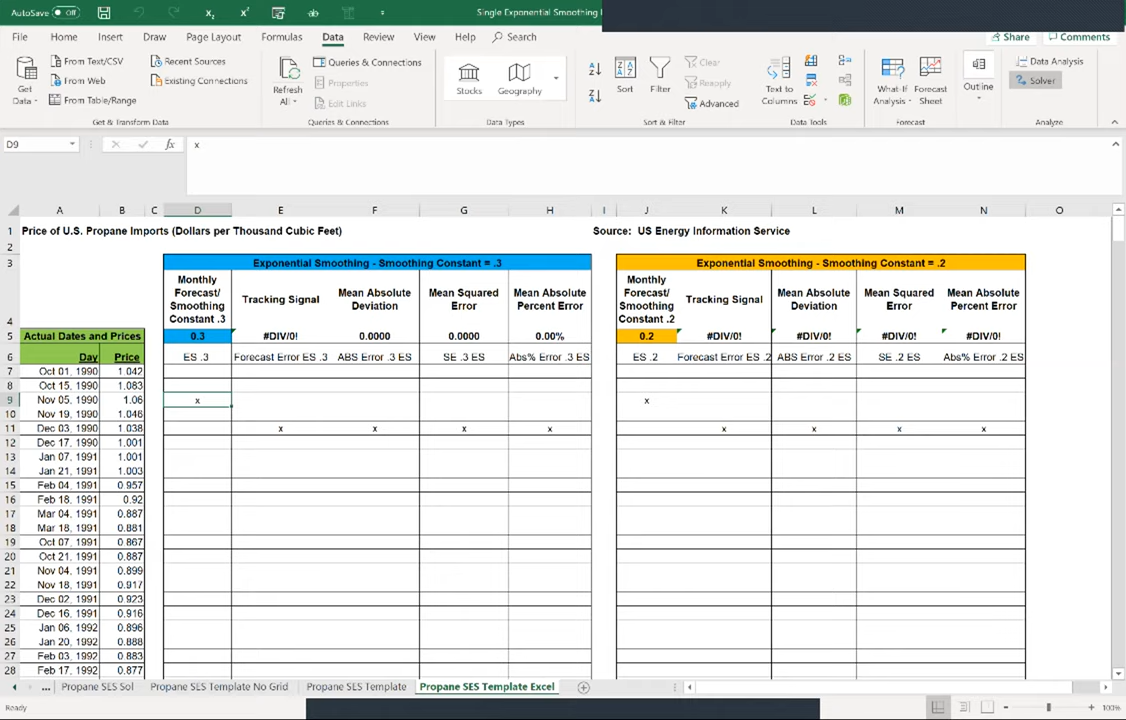 AutoSave Off
Single Exponential Smoothing
File Home Insert Draw Page Layout Formulas Data Review View Help Search Share Comments
Get Data
From Text/CSV
From Web
From Table/Range
Recent Sources
Existing Connections
Get & Transform Data
Refresh All
Queries & Connections
Properties
Edit Links
Queries & Connections
Stocks
Geography
Data Types
Sort
Filter
Clear
Reapply
Advanced
Sort & Filter
Text to Columns
Data Tools
What-If Analysis
Forecast Sheet
Forecast
Outline
Data Analysis
Solver
Analyze
D9 fx x
A B C D E F G H I J K L M N O
1 Price of U.S. Propane Imports (Dollars per Thousand Cubic Feet) Source: US Energy Information Service
2
3 Exponential Smoothing - Smoothing Constant = .3 Exponential Smoothing - Smoothing Constant = .2
4 Monthly Forecast/ Smoothing Constant .3 Tracking Signal Mean Absolute Deviation Mean Squared Error Mean Absolute Percent Error Monthly Forecast/ Smoothing Constant .2 Tracking Signal Mean Absolute Deviation Mean Squared Error Mean Absolute Percent Error
5 Actual Dates and Prices 0.3 #DIV/0! 0.0000 0.0000 0.00% 0.2 #DIV/0! #DIV/0! #DIV/0! #DIV/0!
6 Day Price ES .3 Forecast Error ES .3 ABS Error .3 ES SE .3 ES Abs% Error .3 ES ES .2 Forecast Error ES .2 ABS Error .2 ES SE .2 ES Abs% Error .2 ES
7 Oct 01, 1990 1.042
8 Oct 15, 1990 1.083
9 Nov 05, 1990 1.06 x x
10 Nov 19, 1990 1.046
11 Dec 03, 1990 1.038 x x x x x x x x
12 Dec 17, 1990 1.001
13 Jan 07, 1991 1.001
14 Jan 21, 1991 1.003
15 Feb 04, 1991 0.957
16 Feb 18, 1991 0.92
17 Mar 04, 1991 0.887
18 Mar 18, 1991 0.881
19 Oct 07, 1991 0.867
20 Oct 21, 1991 0.887
21 Nov 04, 1991 0.899
22 Nov 18, 1991 0.917
23 Dec 02, 1991 0.923
24 Dec 16, 1991 0.916
25 Jan 06, 1992 0.896
26 Jan 20, 1992 0.888
27 Feb 03, 1992 0.883
28 Feb 17, 1992 0.877
... Propane SES Sol Propane SES Template No Grid Propane SES Template Propane SES Template Excel
Ready 100%